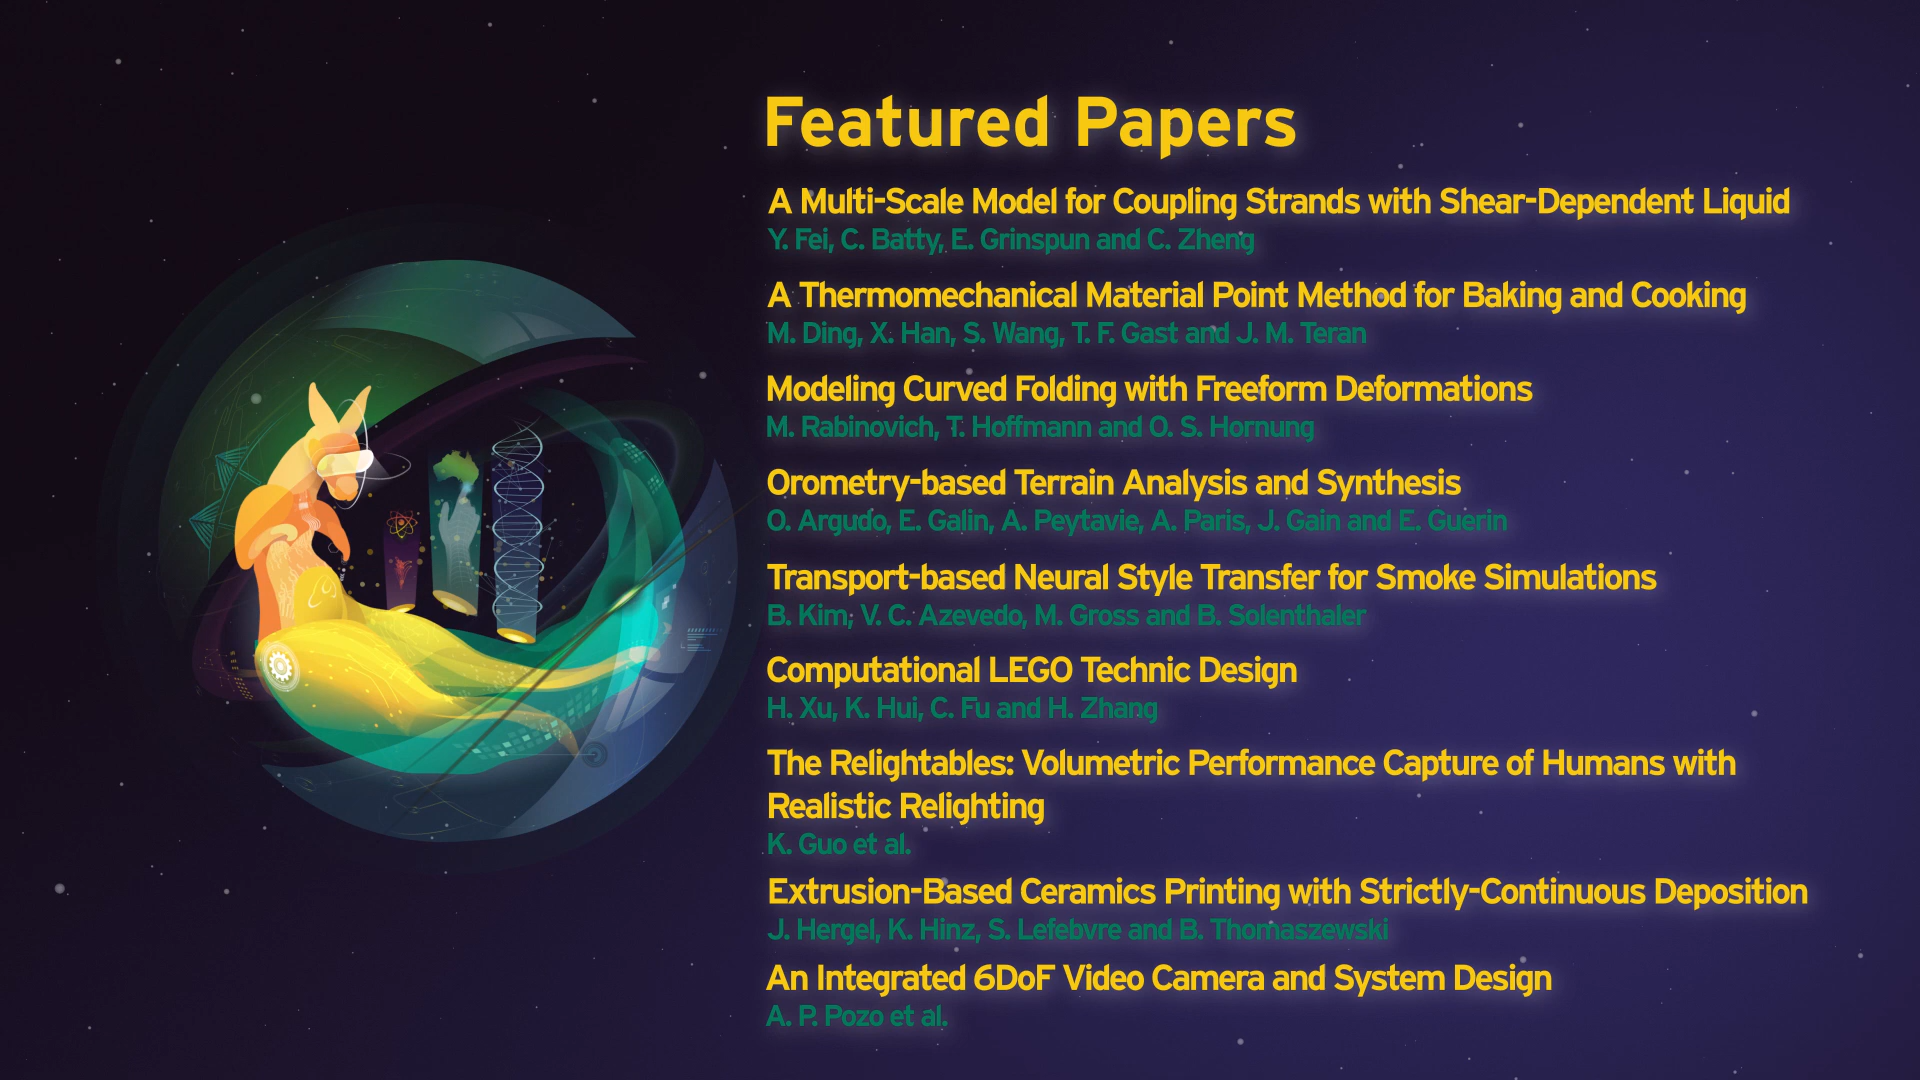 Featured Papers
A Multi-Scale Model for Coupling Strands with Shear-Dependent Liquid
Y. Fei, C. Batty, E. Grinspun and C. Zheng
A Thermomechanical Material Point Method for Baking and Cooking
M. Ding, X. Han, S. Wang, T. F. Gast and J. M. Teran
Modeling Curved Folding with Freeform Deformations
M. Rabinovich, T. Hoffmann and O. S. Hornung
Orometry-based Terrain Analysis and Synthesis
O. Argudo, E. Galin, A. Peytavie, A. Paris, J. Gain and E. Guerin
Transport-based Neural Style Transfer for Smoke Simulations
B. Kim, V. C. Azevedo, M. Gross and B. Solenthaler
Computational LEGO Technic Design
H. Xu, K. Hui, C. Fu and H. Zhang
The Relightables: Volumetric Performance Capture of Humans with
Realistic Relighting
K. Guo et al.
Extrusion-Based Ceramics Printing with Strictly-Continuous Deposition
J. Hergel, K. Hinz, S. Lefebvre and B. Thomaszewski
An Integrated 6DoF Video Camera and System Design
A. P. Pozo et al.